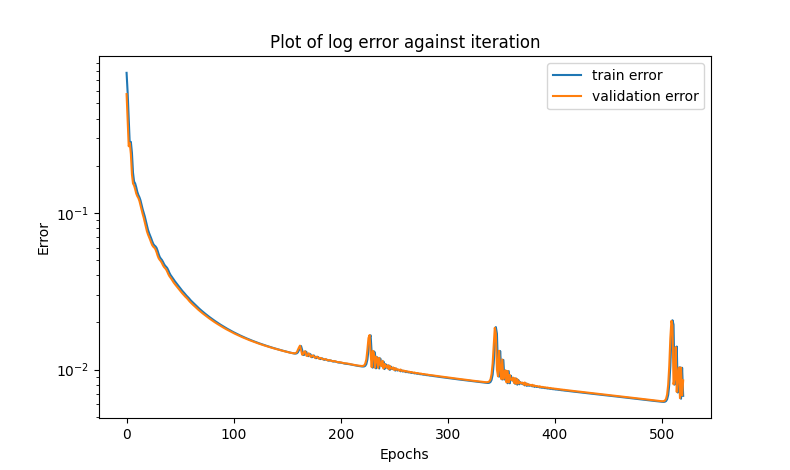 Plot of log error against iteration
train error
validation error
Error
10⁻¹
10⁻²
0 100 200 300 400 500
Epochs